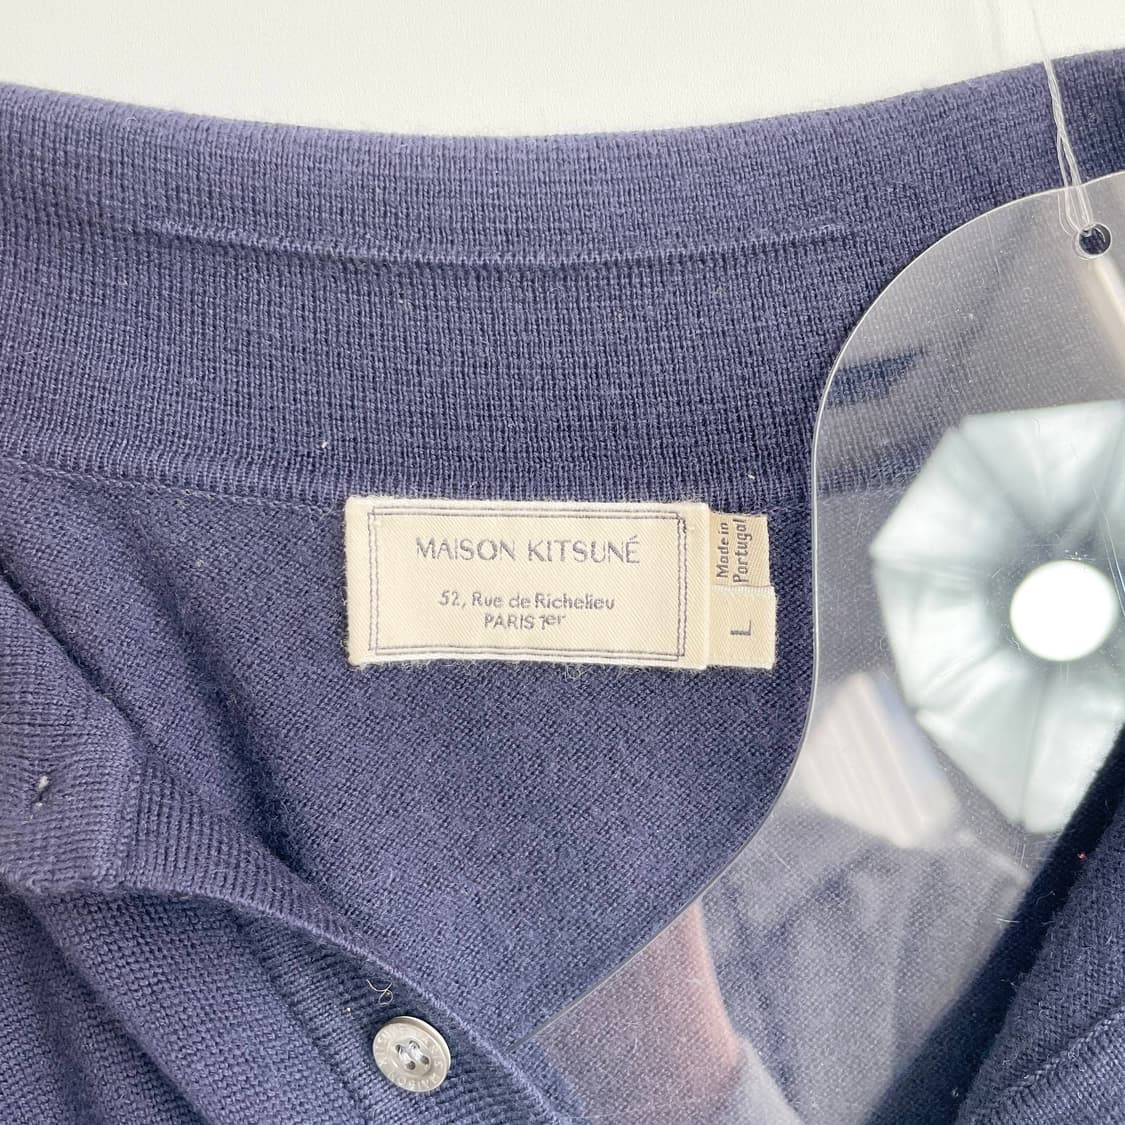 MAISON KITSUNÉ
52, Rue de Richelieu
PARIS 1er
Made in
Portugal
L